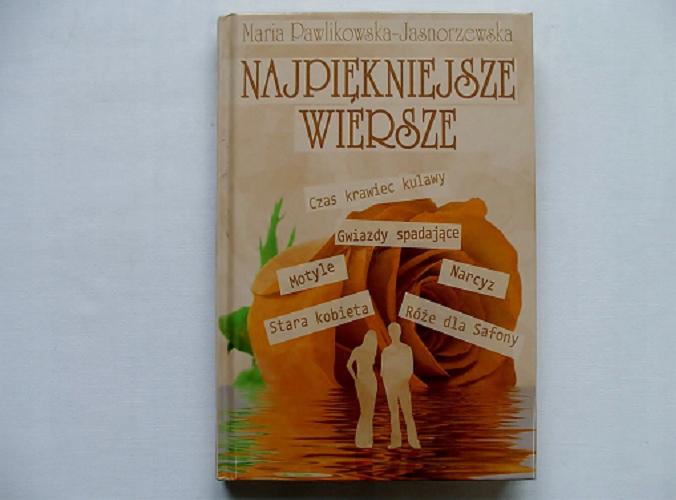 Maria Pawlikowska-Jasnorzewska
NAJPIĘKNIEJSZE
WIERSZE
Czas krawiec kulawy
Gwiazdy spadające
Motyle
Narcyz
Stara kobieta
Róże dla Safony